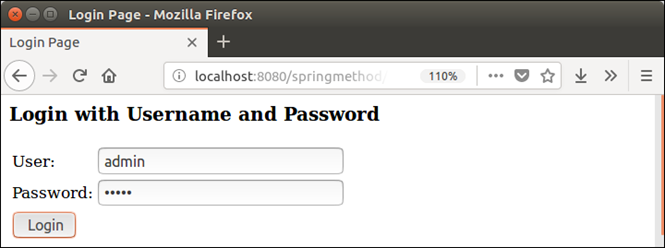 Login Page - Mozilla Firefox
Login Page
localhost:8080/springmethod/ 110%
Login with Username and Password
User: admin
Password: •••••
Login